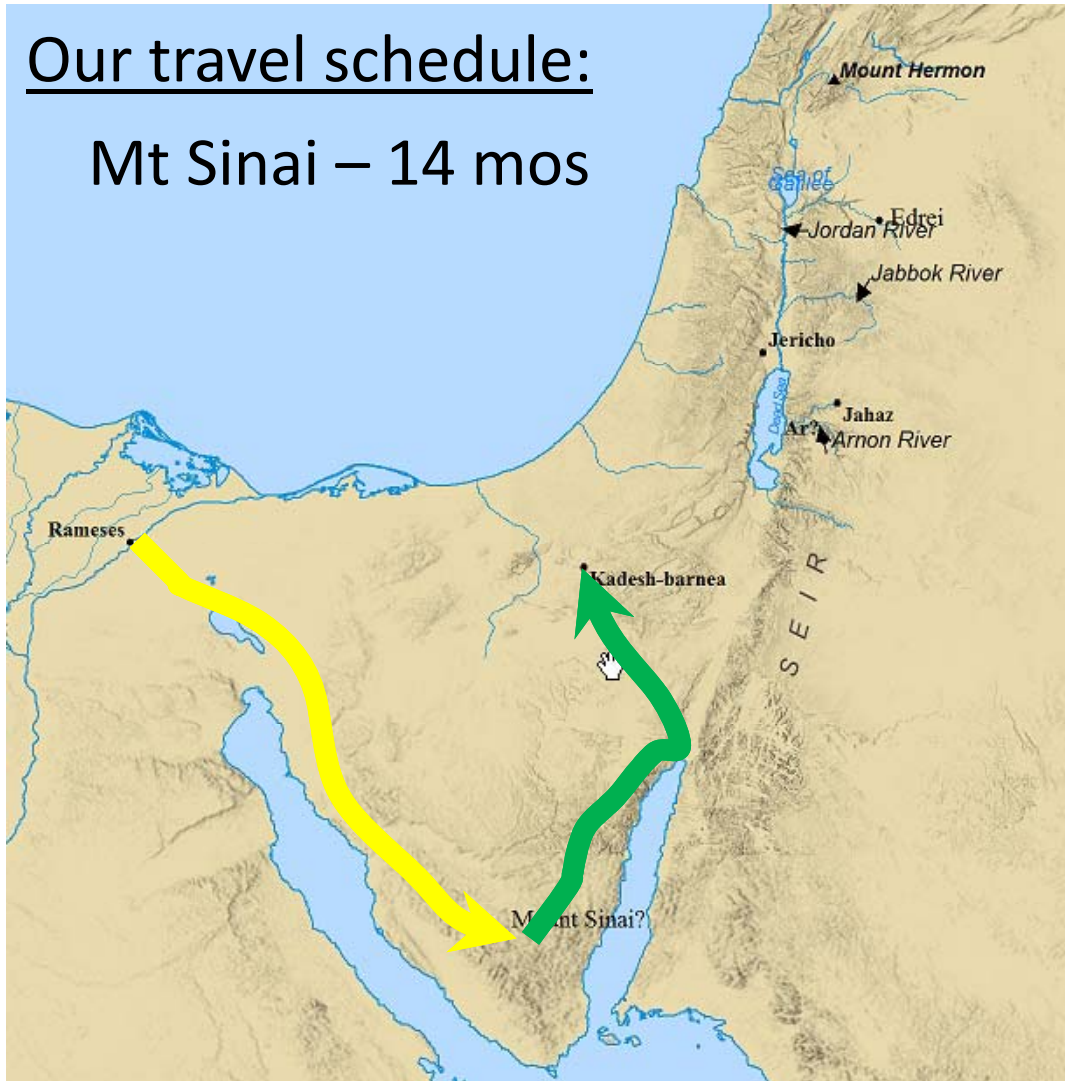 Our travel schedule:
Mt Sinai – 14 mos
Mount Hermon
Sea of
Galilee
Edrei
Jordan River
Jabbok River
Jericho
Dead Sea
Jahaz
Ar?
Arnon River
Rameses
Kadesh-barnea
SEIR
Mount Sinai?